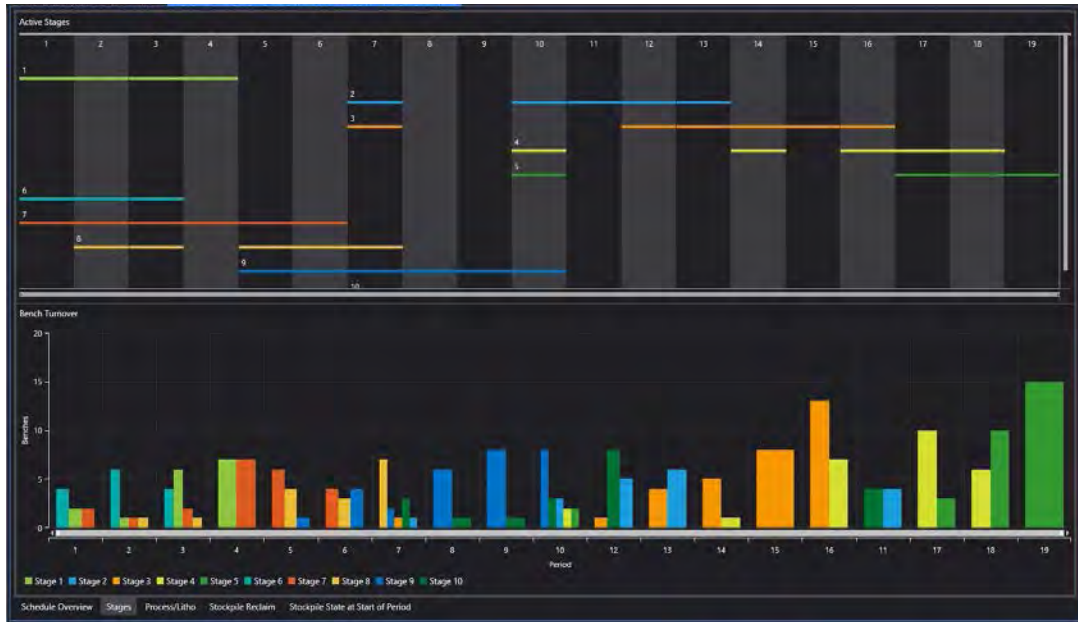 Active Stages
1 2 3 4 5 6 7 8 9 10 11 12 13 14 15 16 17 18 19
1
2
3
4
5
6
7
8
9
10
Bench Turnover
20
15
10
5
0
Benches
1 2 3 4 5 6 7 8 9 10 12 13 14 15 16 11 17 18 19
Period
Stage 1 Stage 2 Stage 3 Stage 4 Stage 5 Stage 6 Stage 7 Stage 8 Stage 9 Stage 10
Schedule Overview Stages Process/Litho Stockpile Reclaim Stockpile State at Start of Period